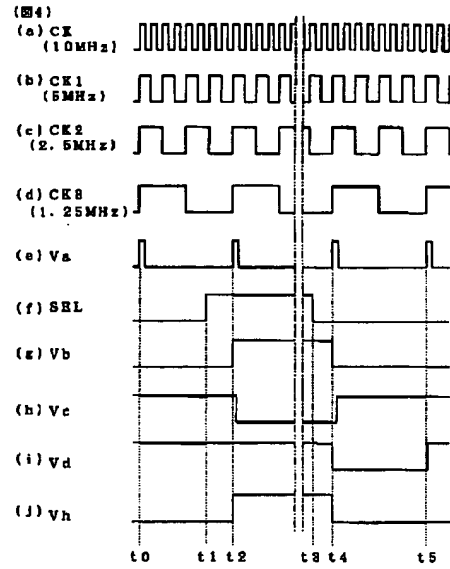 (図4)
(a) CK
(10MHz)
(b) CK1
(5MHz)
(c) CK2
(2.5MHz)
(d) CK3
(1.25MHz)
(e) Va
(f) SEL
(g) Vb
(h) Vc
(i) Vd
(j) Vh
t0 t1 t2 t3 t4 t5